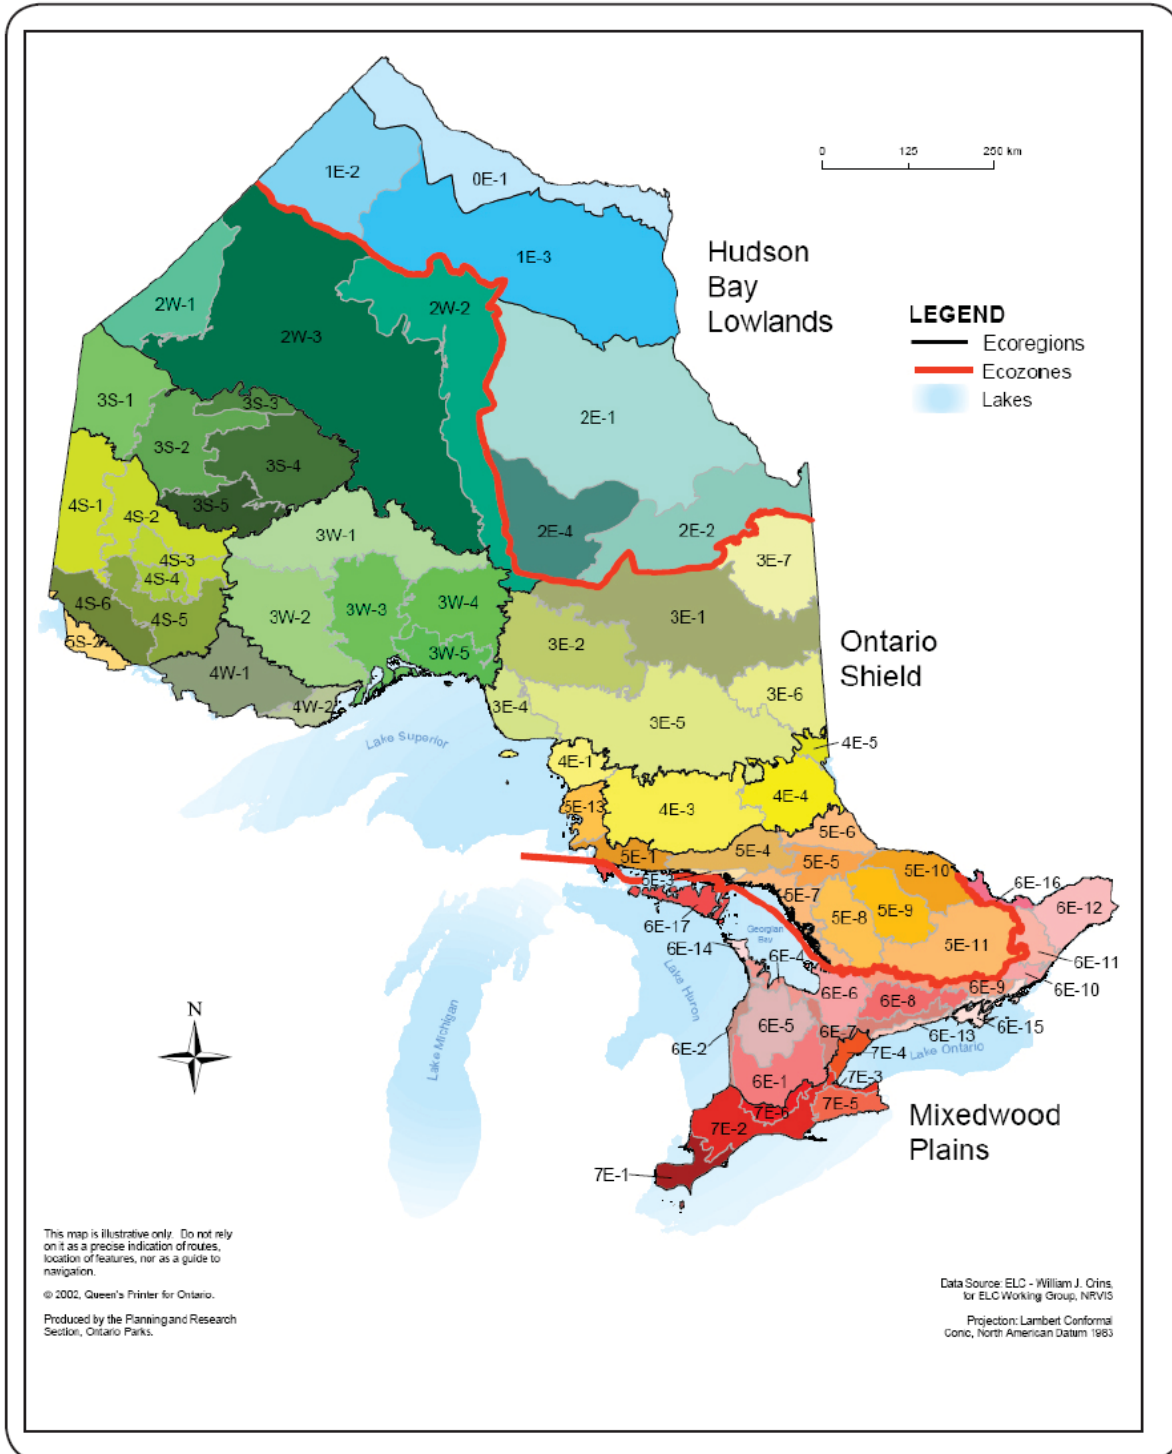 0 125 250 km
1E-2
0E-1
1E-3
Hudson
Bay
Lowlands
LEGEND
Ecoregions
Ecozones
Lakes
2W-1
2W-2
2W-3
3S-1
3S-3
3S-2
2E-1
3S-4
4S-1
3S-5
4S-2
2E-4
2E-2
3W-1
4S-3
3E-7
4S-4
4S-6
3W-3
3W-4
4S-5
3W-2
3E-1
5S-2
3E-2
3W-5
Ontario
Shield
4W-1
3E-6
4W-2
3E-4
3E-5
Lake Superior
4E-5
4E-1
4E-4
5E-13
4E-3
5E-6
5E-1
5E-4
5E-5
5E-10
5E-3
6E-16
5E-7
6E-12
5E-8
5E-9
6E-17
Georgian
Bay
6E-14
5E-11
6E-4
6E-11
Lake Huron
6E-9
6E-10
6E-6
6E-8
Lake Michigan
N
6E-5
6E-7
6E-13
6E-15
6E-2
7E-4
Lake Ontario
6E-1
7E-3
7E-6
7E-5
Mixedwood
Plains
7E-2
7E-1
This map is illustrative only. Do not rely
on it as a precise indication of routes,
location of features, nor as a guide to
navigation.
© 2002, Queen's Printer for Ontario.
Produced by the Planning and Research
Section, Ontario Parks.
Data Source: ELC - William J. Crins,
for ELC Working Group, NRVIS
Projection: Lambert Conformal
Conic, North American Datum 1983